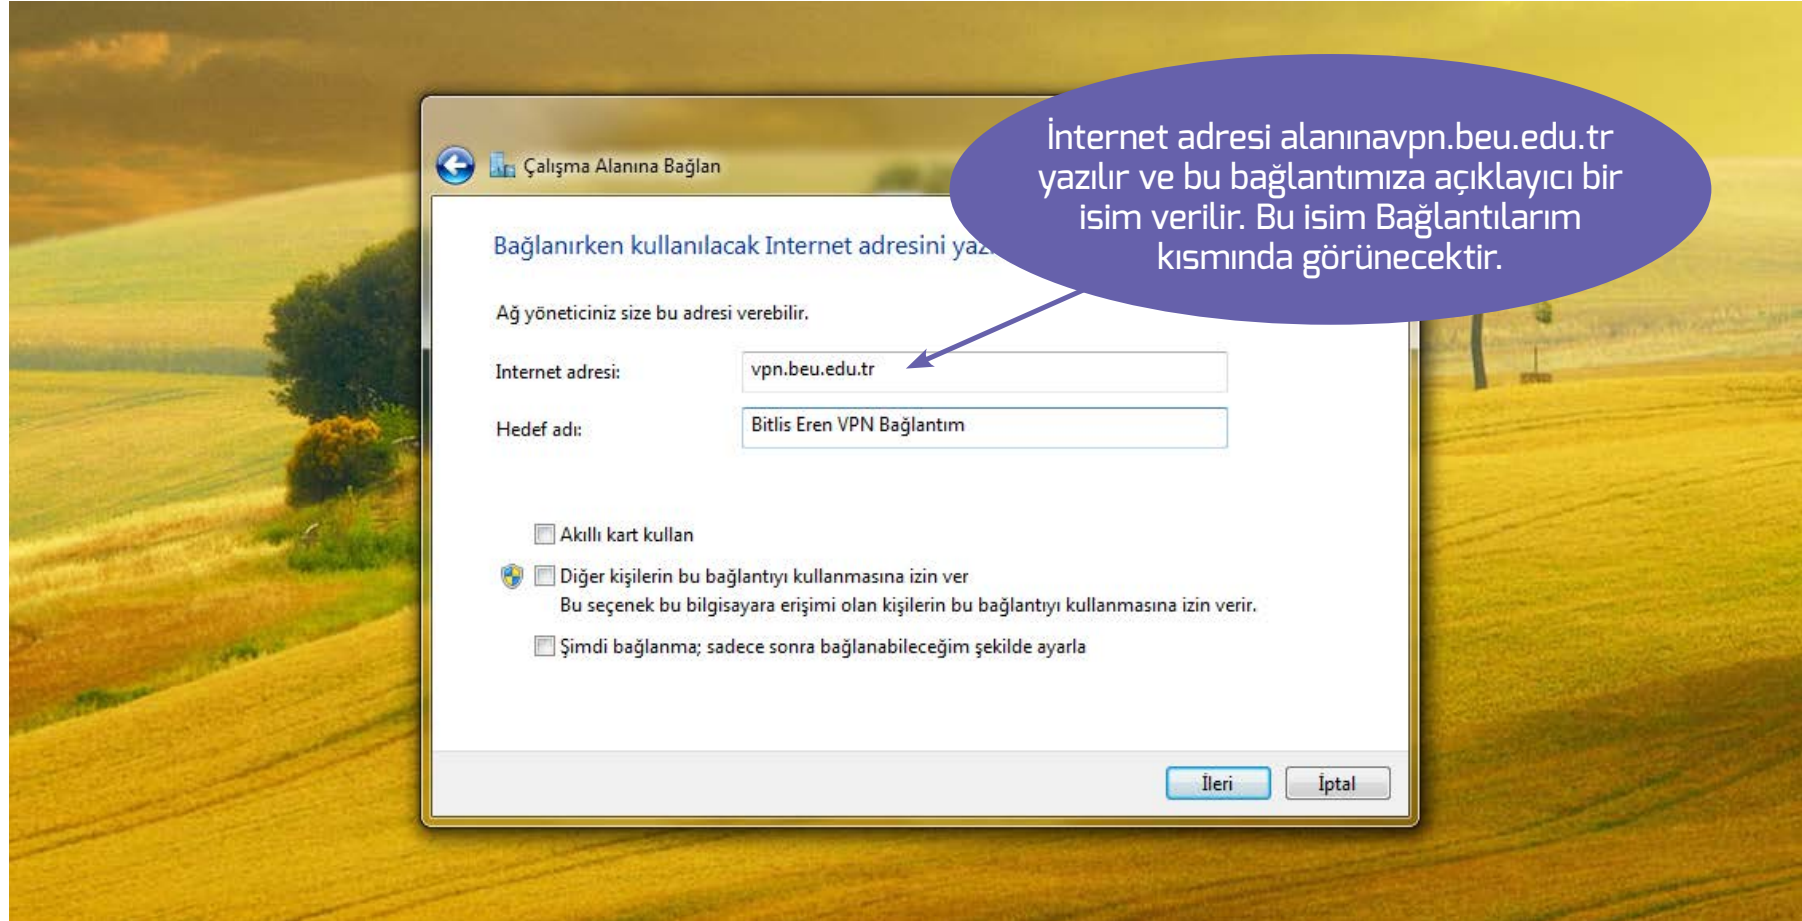 İnternet adresi alanınavpn.beu.edu.tr
yazılır ve bu bağlantımıza açıklayıcı bir
isim verilir. Bu isim Bağlantılarım
kısmında görünecektir.
Çalışma Alanına Bağlan
Bağlanırken kullanılacak Internet adresini
Ağ yöneticiniz size bu adresi verebilir.
Internet adresi: vpn.beu.edu.tr
Hedef adı: Bitlis Eren VPN Bağlantım
Akıllı kart kullan
Diğer kişilerin bu bağlantıyı kullanmasına izin ver
Bu seçenek bu bilgisayara erişimi olan kişilerin bu bağlantıyı kullanmasına izin verir.
Şimdi bağlanma; sadece sonra bağlanabileceğim şekilde ayarla
İleri İptal